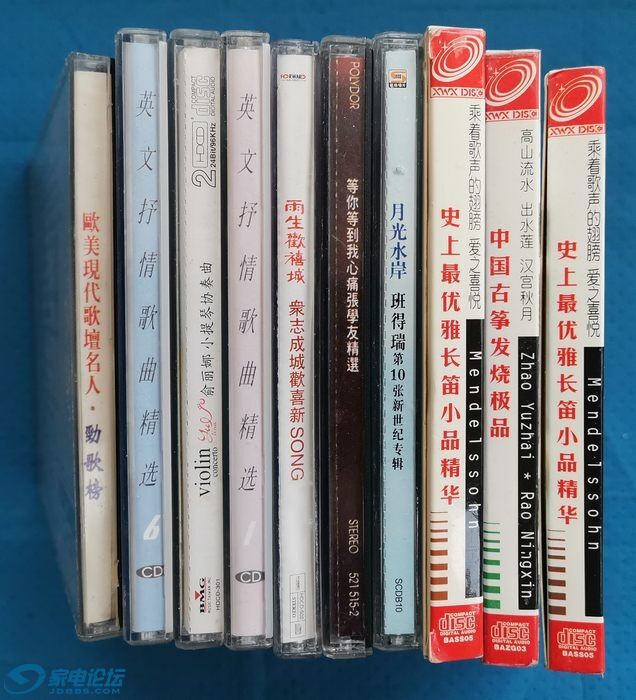 歐美現代歌壇名人·勁歌榜
英文抒情歌曲精选
6
CD
COMPACT
disc
DIGITAL AUDIO
24Bit/96KHz
俞丽娜小提琴协奏曲
violin
concerto
BMG
HDCD-301
英文抒情歌曲精选
1
CD
FORWARD
雨生歡禧城
衆志成城歡喜新SONG
POLYDOR
等你等到我心痛張學友精選
STEREO
521 515-2
月光水岸
班得瑞第10张新世纪专辑
SCDB10
XWX DISC
乘着歌声的翅膀 爱之喜悦
史上最优雅长笛小品精华
Mendelssohn
COMPACT
disc
DIGITAL AUDIO
BASS05
XWX DISC
高山流水 出水莲 汉宫秋月
中国古筝发烧极品
Zhao Yuzhai * Rao Ningxin
COMPACT
disc
DIGITAL AUDIO
BAZG03
XWX DISC
乘着歌声的翅膀 爱之喜悦
史上最优雅长笛小品精华
Mendelssohn
COMPACT
disc
DIGITAL AUDIO
BASS05
家电论坛
JDBBS.COM